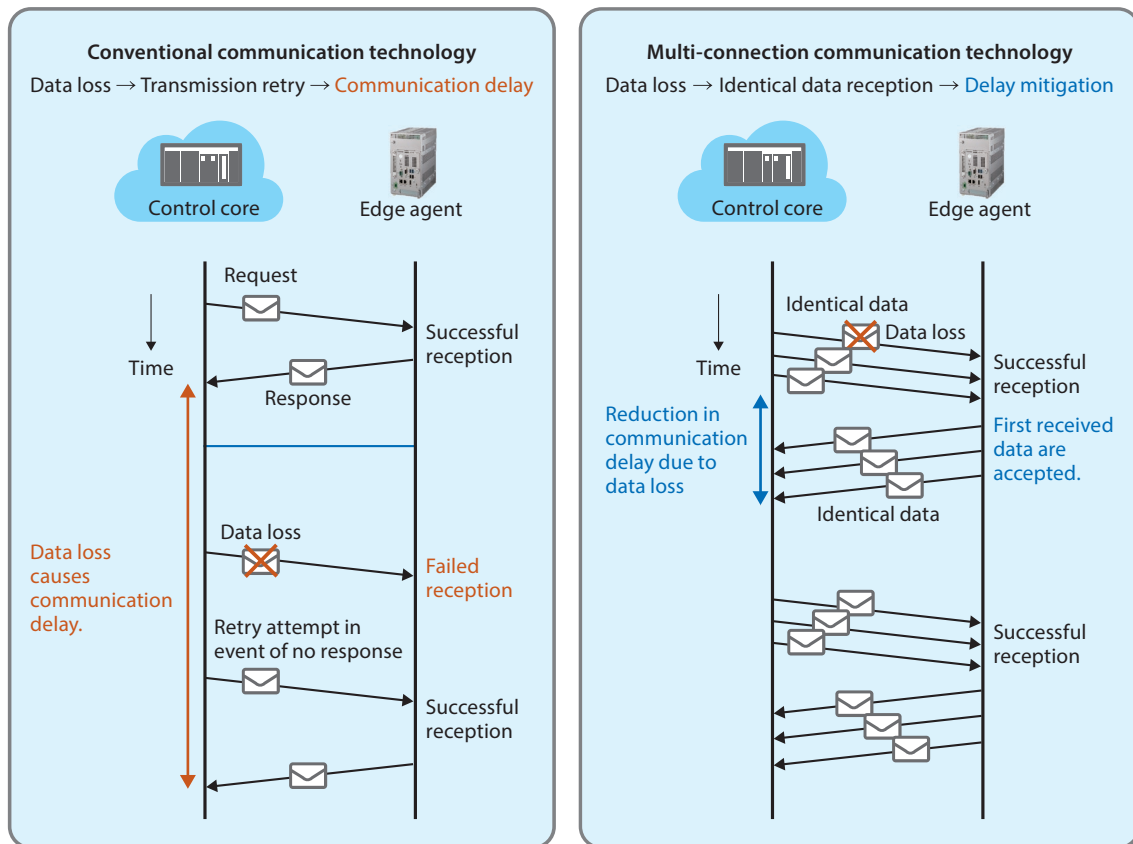 Conventional communication technology
Data loss → Transmission retry → Communication delay
Control core
Edge agent
Request
Successful
reception
Time
Response
Data loss
Data loss
causes
communication
delay.
Failed
reception
Retry attempt in
event of no response
Successful
reception
Multi-connection communication technology
Data loss → Identical data reception → Delay mitigation
Control core
Edge agent
Identical data
Data loss
Time
Successful
reception
Reduction in
communication
delay due to
data loss
First received
data are
accepted.
Identical data
Successful
reception